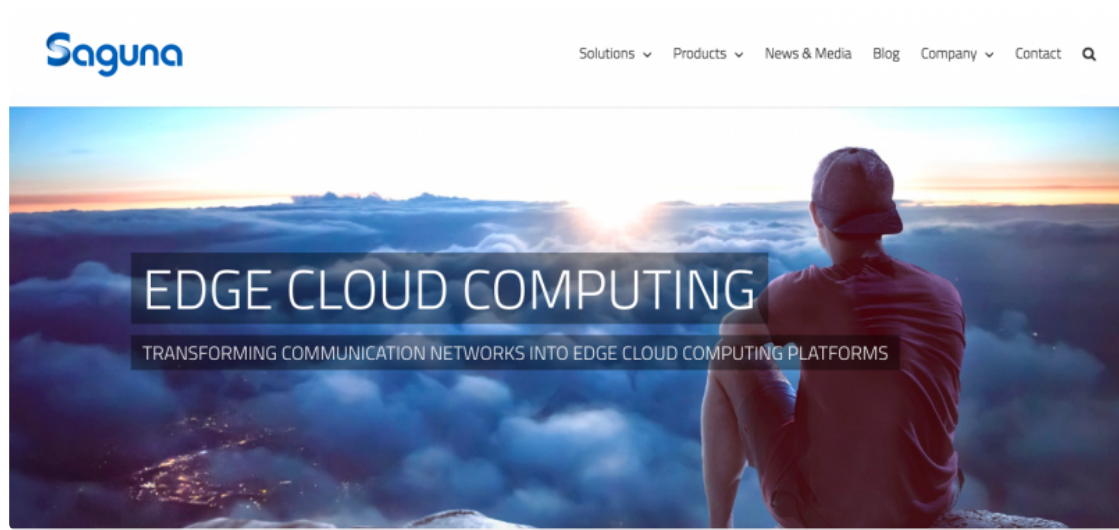 Saguna
Solutions Products News & Media Blog Company Contact
EDGE CLOUD COMPUTING
TRANSFORMING COMMUNICATION NETWORKS INTO EDGE CLOUD COMPUTING PLATFORMS